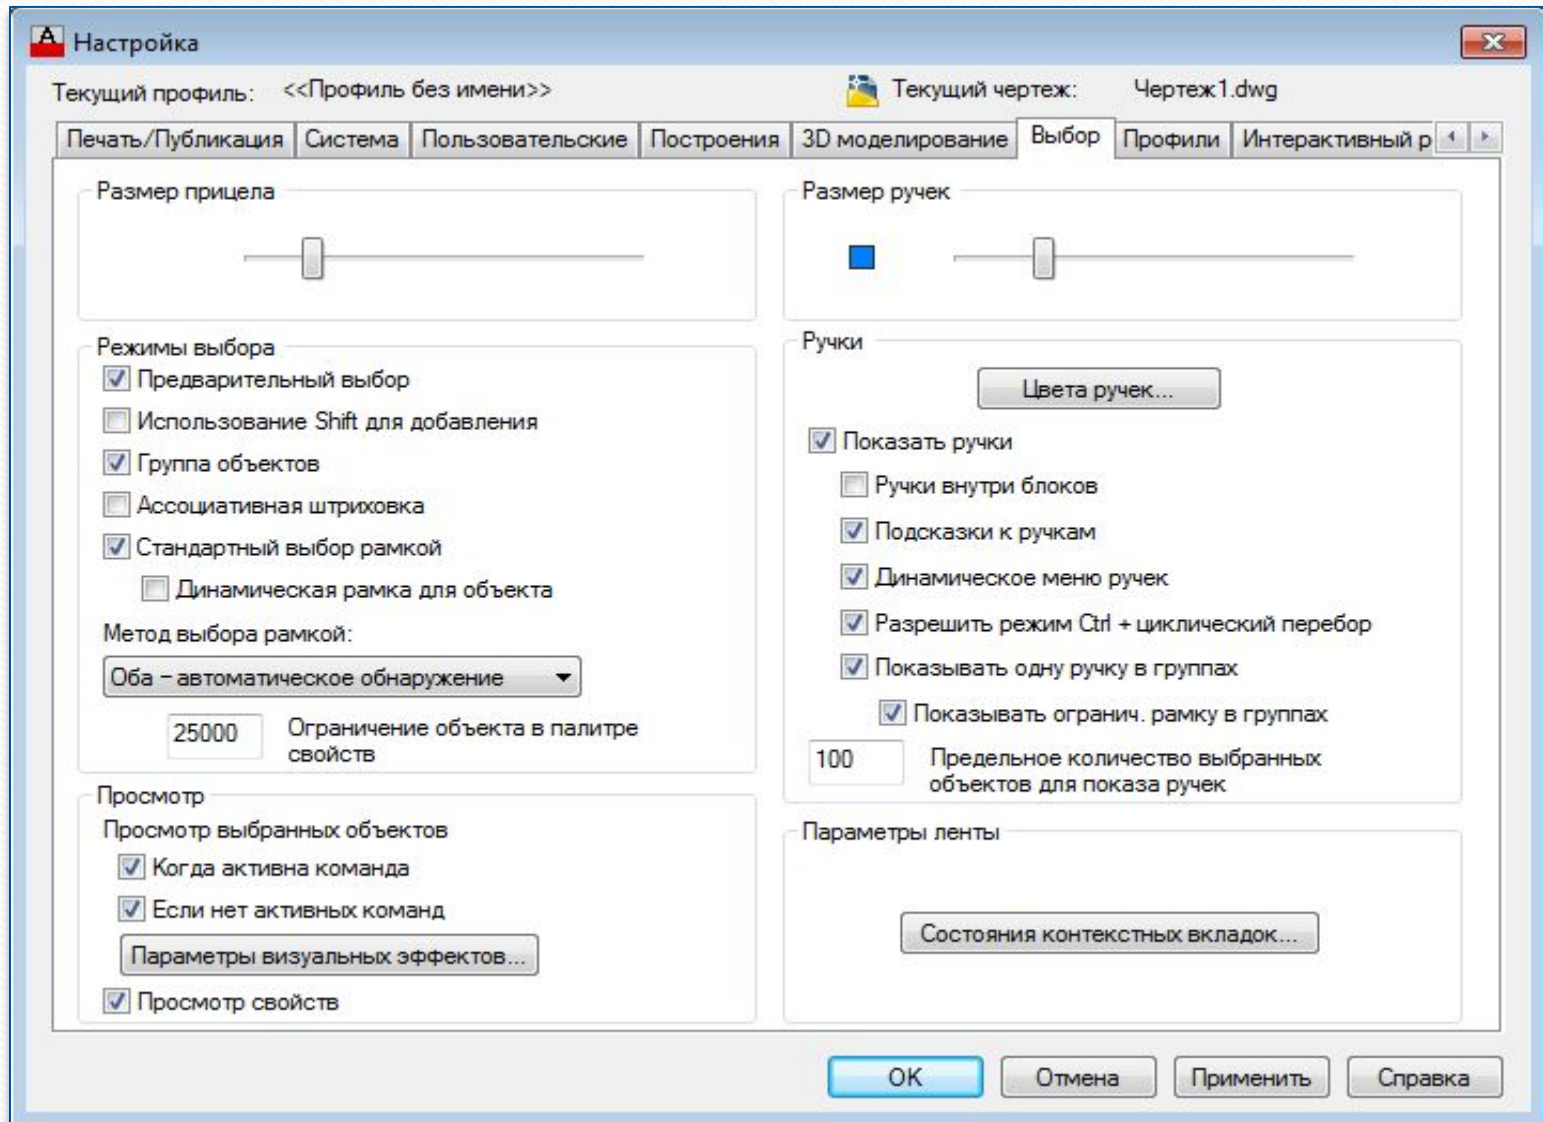 Настройка
Текущий профиль: <<Профиль без имени>> Текущий чертеж: Чертеж1.dwg
Печать/Публикация Система Пользовательские Построения 3D моделирование Выбор Профили Интерактивный р
Размер прицела
Режимы выбора
Предварительный выбор
Использование Shift для добавления
Группа объектов
Ассоциативная штриховка
Стандартный выбор рамкой
Динамическая рамка для объекта
Метод выбора рамкой:
Оба - автоматическое обнаружение
25000 Ограничение объекта в палитре
свойств
Просмотр
Просмотр выбранных объектов
Когда активна команда
Если нет активных команд
Параметры визуальных эффектов...
Просмотр свойств
Размер ручек
Ручки
Цвета ручек...
Показать ручки
Ручки внутри блоков
Подсказки к ручкам
Динамическое меню ручек
Разрешить режим Ctrl + циклический перебор
Показывать одну ручку в группах
Показывать огранич. рамку в группах
100 Предельное количество выбранных
объектов для показа ручек
Параметры ленты
Состояния контекстных вкладок...
OK Отмена Применить Справка